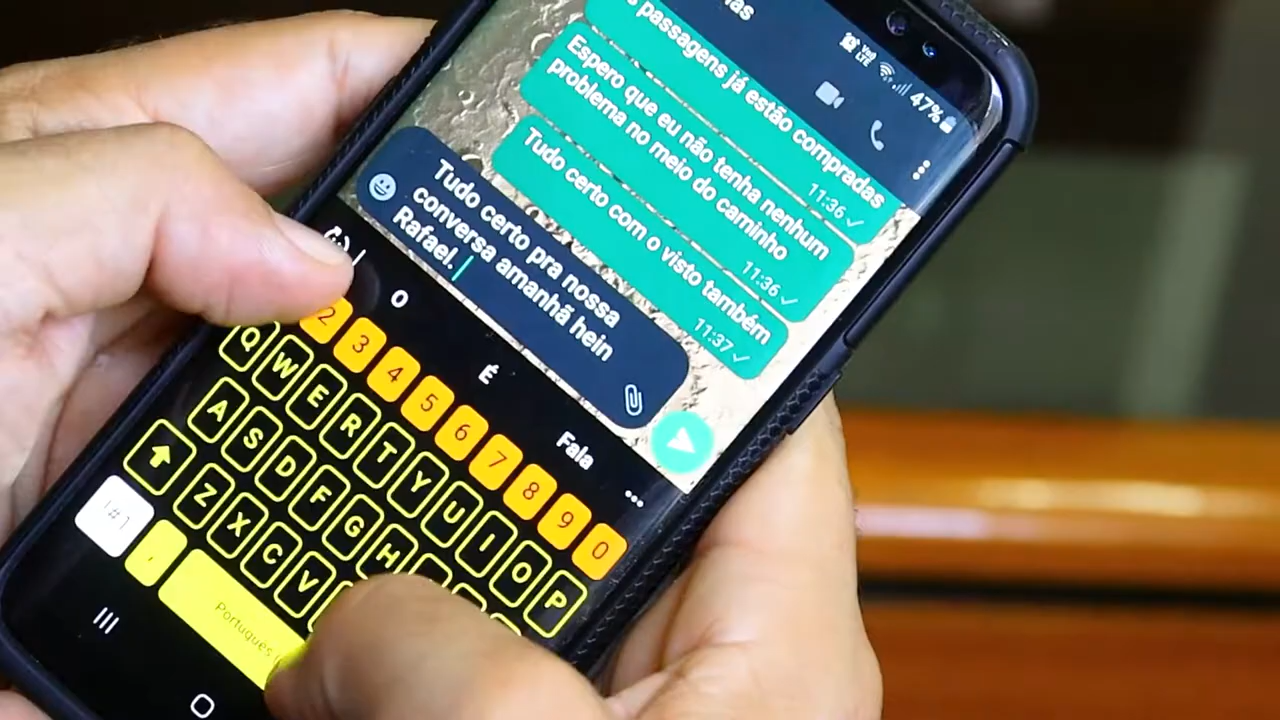 47%
passagens já estão compradas
11:36
Espero que eu não tenha nenhum
problema no meio do caminho
11:36
Tudo certo com o visto também
11:37
Tudo certo pra nossa
conversa amanhã hein
Rafael.
O
É
Fala
2 3 4 5 6 7 8 9 0
Q W E R T Y U I O P
A S D F G H
Z X C V
!#1
,
Português